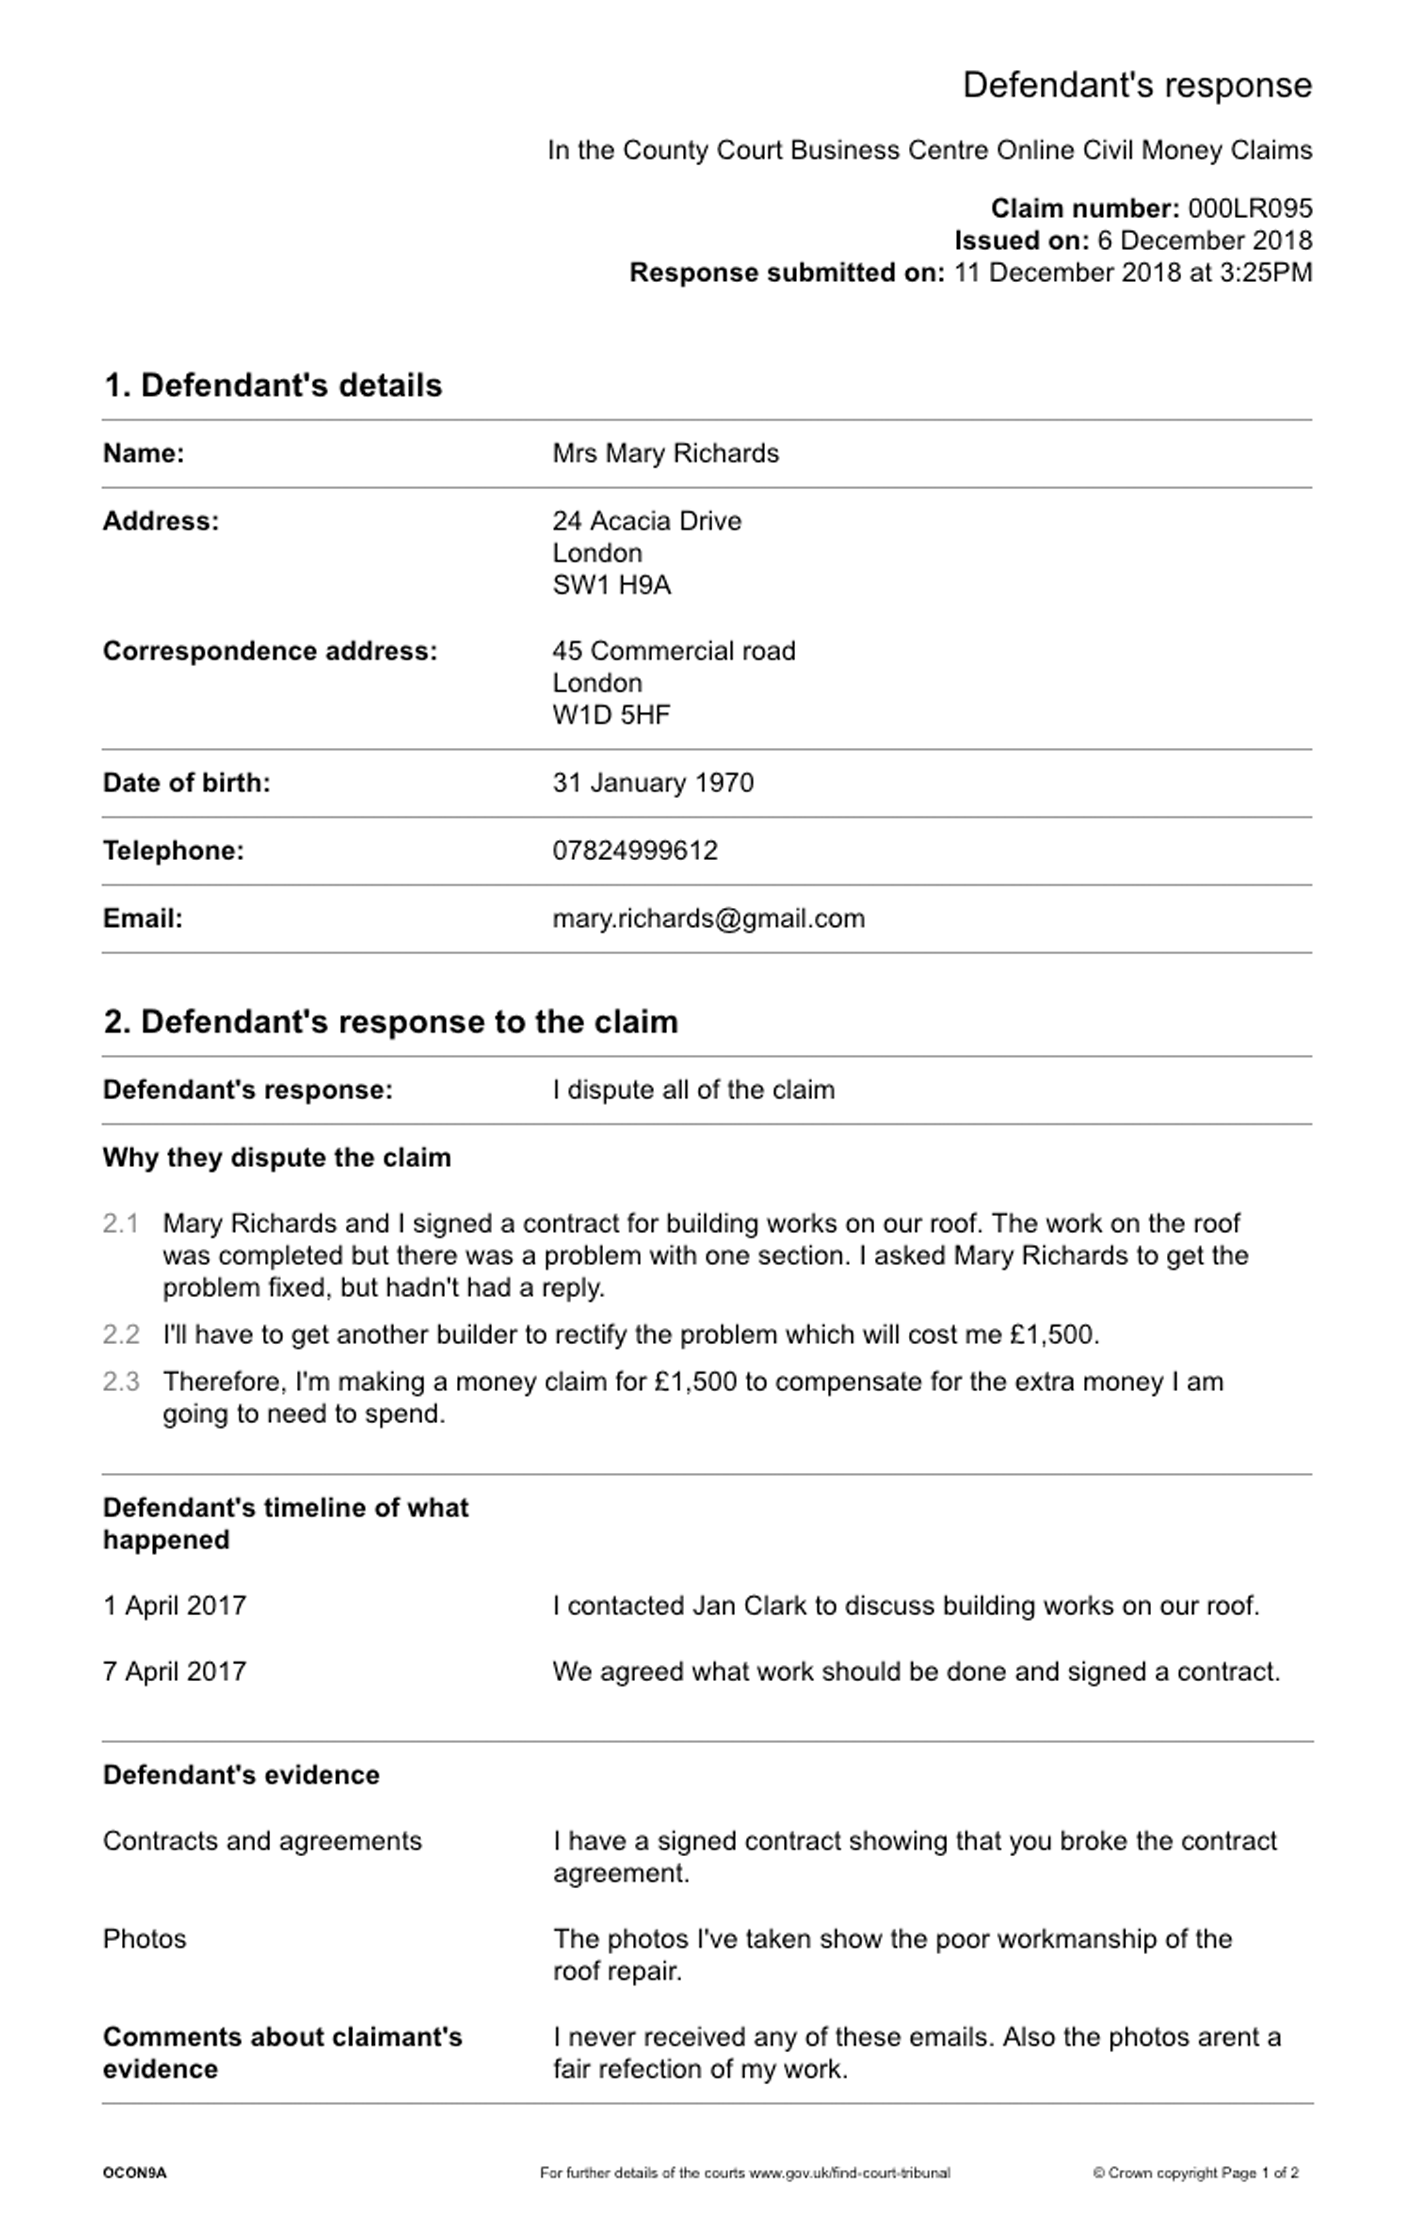 Defendant's response
In the County Court Business Centre Online Civil Money Claims
Claim number: 000LR095
Issued on: 6 December 2018
Response submitted on: 11 December 2018 at 3:25PM
1. Defendant's details
Name: Mrs Mary Richards
Address: 24 Acacia Drive
London
SW1 H9A
Correspondence address: 45 Commercial road
London
W1D 5HF
Date of birth: 31 January 1970
Telephone: 07824999612
Email: mary.richards@gmail.com
2. Defendant's response to the claim
Defendant's response: I dispute all of the claim
Why they dispute the claim
2.1 Mary Richards and I signed a contract for building works on our roof. The work on the roof
was completed but there was a problem with one section. I asked Mary Richards to get the
problem fixed, but hadn't had a reply.
2.2 I'll have to get another builder to rectify the problem which will cost me £1,500.
2.3 Therefore, I'm making a money claim for £1,500 to compensate for the extra money I am
going to need to spend.
Defendant's timeline of what
happened
1 April 2017 I contacted Jan Clark to discuss building works on our roof.
7 April 2017 We agreed what work should be done and signed a contract.
Defendant's evidence
Contracts and agreements I have a signed contract showing that you broke the contract
agreement.
Photos The photos I've taken show the poor workmanship of the
roof repair.
Comments about claimant's I never received any of these emails. Also the photos arent a
evidence fair refection of my work.
OCON9A For further details of the courts www.gov.uk/find-court-tribunal © Crown copyright Page 1 of 2